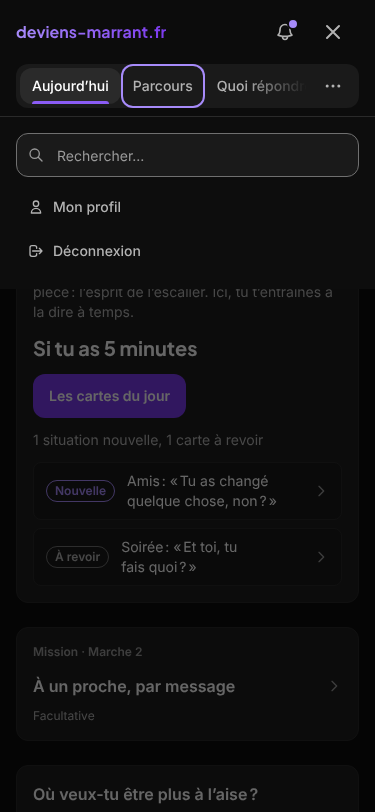 deviens-marrant.fr
Aujourd’hui
Parcours
Quoi répond
Rechercher…
Mon profil
Déconnexion
pièce : l’esprit de l’escalier. Ici, tu t’entraînes à
la dire à temps.
Si tu as 5 minutes
Les cartes du jour
1 situation nouvelle, 1 carte à revoir
Nouvelle
Amis : « Tu as changé
quelque chose, non ? »
À revoir
Soirée : « Et toi, tu
fais quoi ? »
Mission · Marche 2
À un proche, par message
Facultative
Où veux-tu être plus à l’aise ?